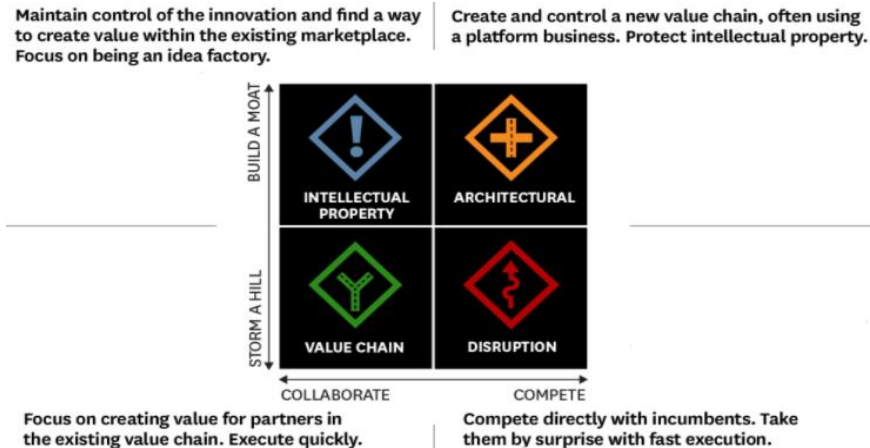 Maintain control of the innovation and find a way
to create value within the existing marketplace.
Focus on being an idea factory.
Create and control a new value chain, often using
a platform business. Protect intellectual property.
BUILD A MOAT
INTELLECTUAL
PROPERTY
ARCHITECTURAL
STORM A HILL
VALUE CHAIN
DISRUPTION
COLLABORATE
COMPETE
Focus on creating value for partners in
the existing value chain. Execute quickly.
Compete directly with incumbents. Take
them by surprise with fast execution.